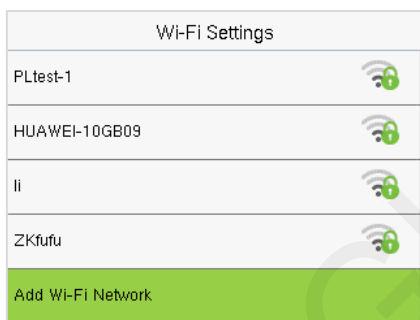 Wi-Fi Settings
PLtest-1
HUAWEI-10GB09
li
ZKfufu
Add Wi-Fi Network